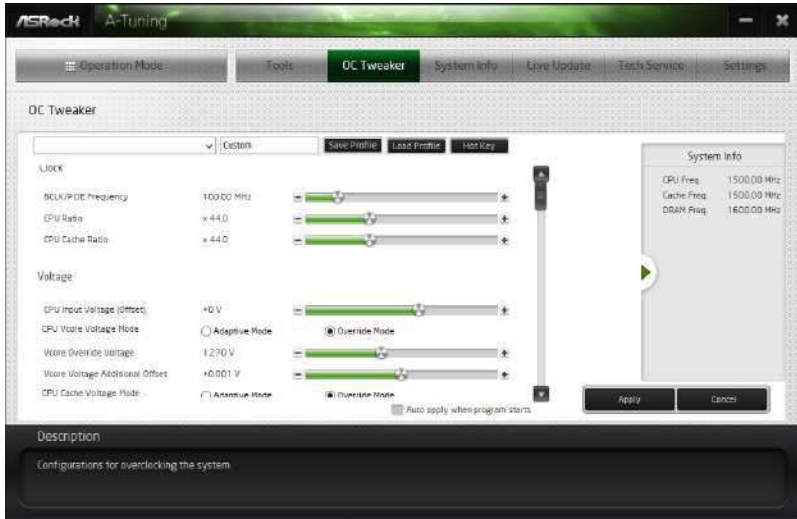 ASRock A-Tuning
Operation Mode Tools OC Tweaker System Info Live Update Tech Service Settings
OC Tweaker
Custom Save Profile Load Profile Hot Key
Clock
BCLK/PCIE Frequency 100.00 MHz
CPU Ratio x 44.0
CPU Cache Ratio x 44.0
Voltage
CPU Input Voltage (Offset) +0 V
CPU Vcore Voltage Mode Adaptive Mode Override Mode
Vcore Override Voltage 1.270 V
Vcore Voltage Additional Offset +0.001 V
CPU Cache Voltage Mode Adaptive Mode Override Mode
Auto apply when program starts
System Info
CPU Freq. 1500.00 MHz
Cache Freq. 1500.00 MHz
DRAM Freq. 1600.00 MHz
Apply Cancel
Description
Configurations for overclocking the system.